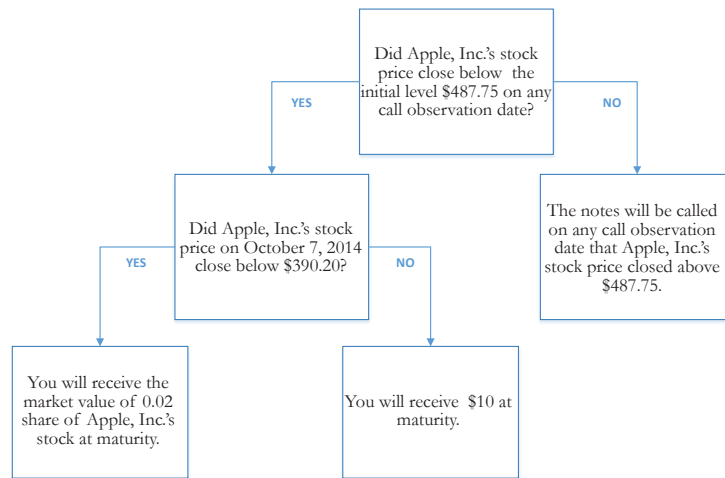 Did Apple, Inc.'s stock
price close below the
initial level $487.75 on any
call observation date?
YES
NO
Did Apple, Inc.'s stock
price on October 7, 2014
close below $390.20?
The notes will be called
on any call observation
date that Apple, Inc.'s
stock price closed above
$487.75.
YES
NO
You will receive the
market value of 0.02
share of Apple, Inc.'s
stock at maturity.
You will receive $10 at
maturity.